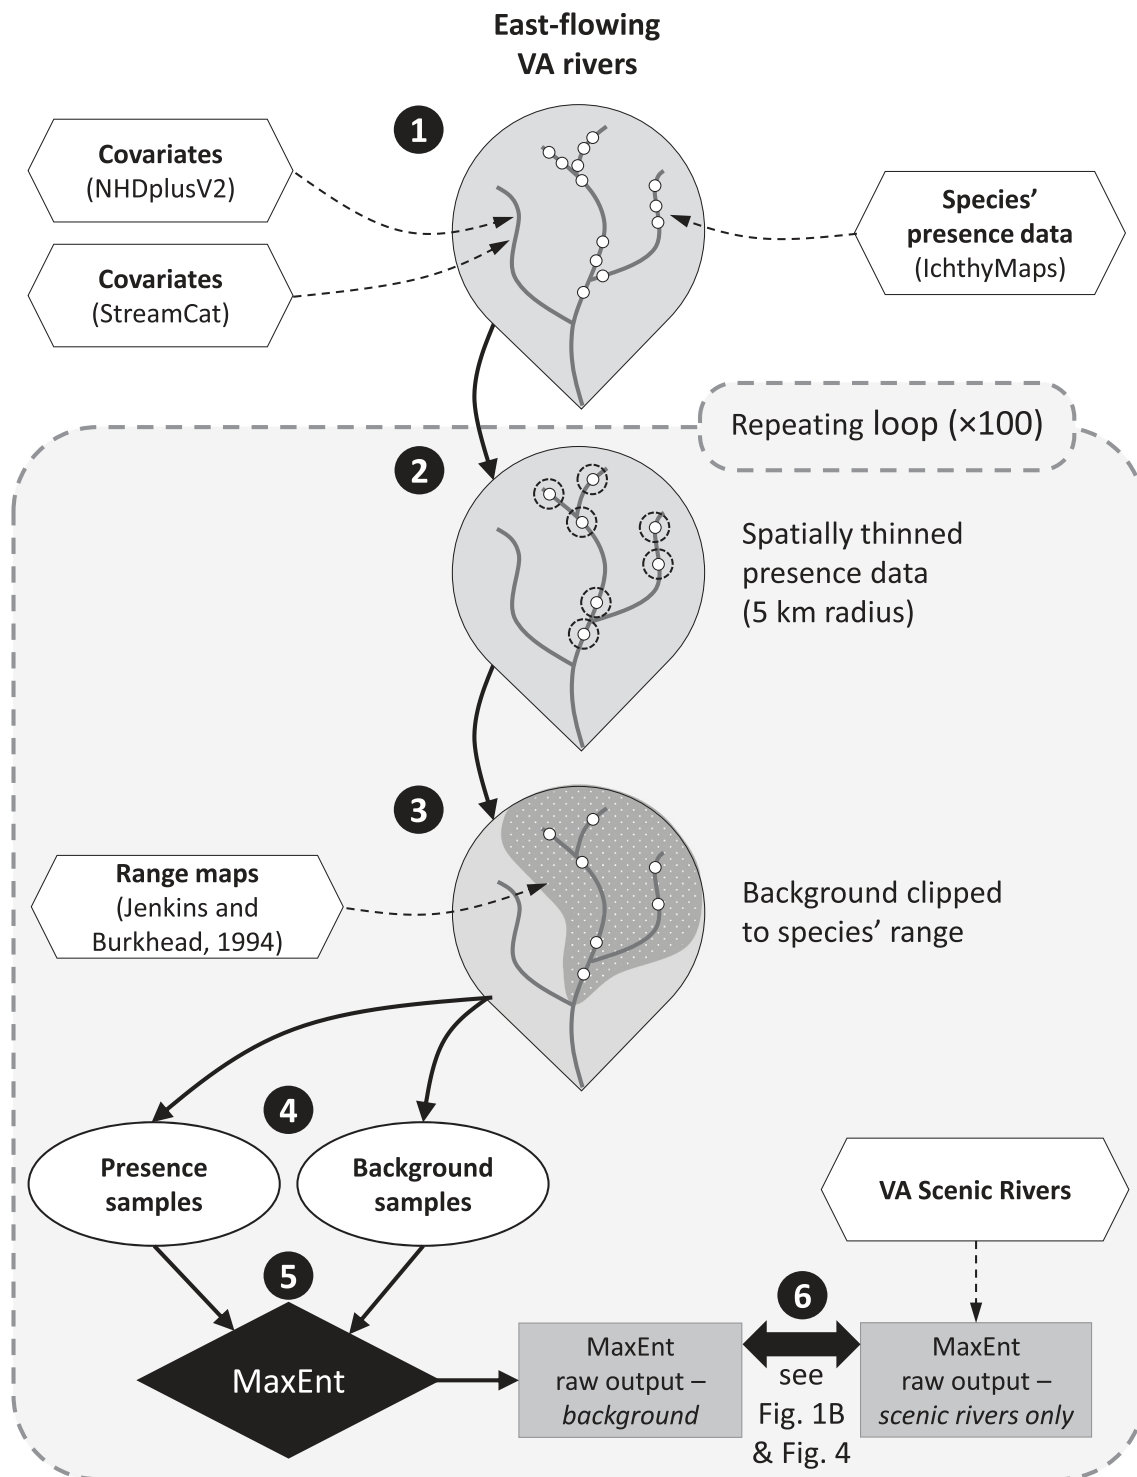 East-flowing
VA rivers
1
Covariates
(NHDplusV2)
Covariates
(StreamCat)
Species’
presence data
(IchthyMaps)
Repeating loop (×100)
2
Spatially thinned
presence data
(5 km radius)
3
Range maps
(Jenkins and
Burkhead, 1994)
Background clipped
to species’ range
4
Presence
samples
Background
samples
VA Scenic Rivers
5
MaxEnt
MaxEnt
raw output –
background
6
see
Fig. 1B
& Fig. 4
MaxEnt
raw output –
scenic rivers only